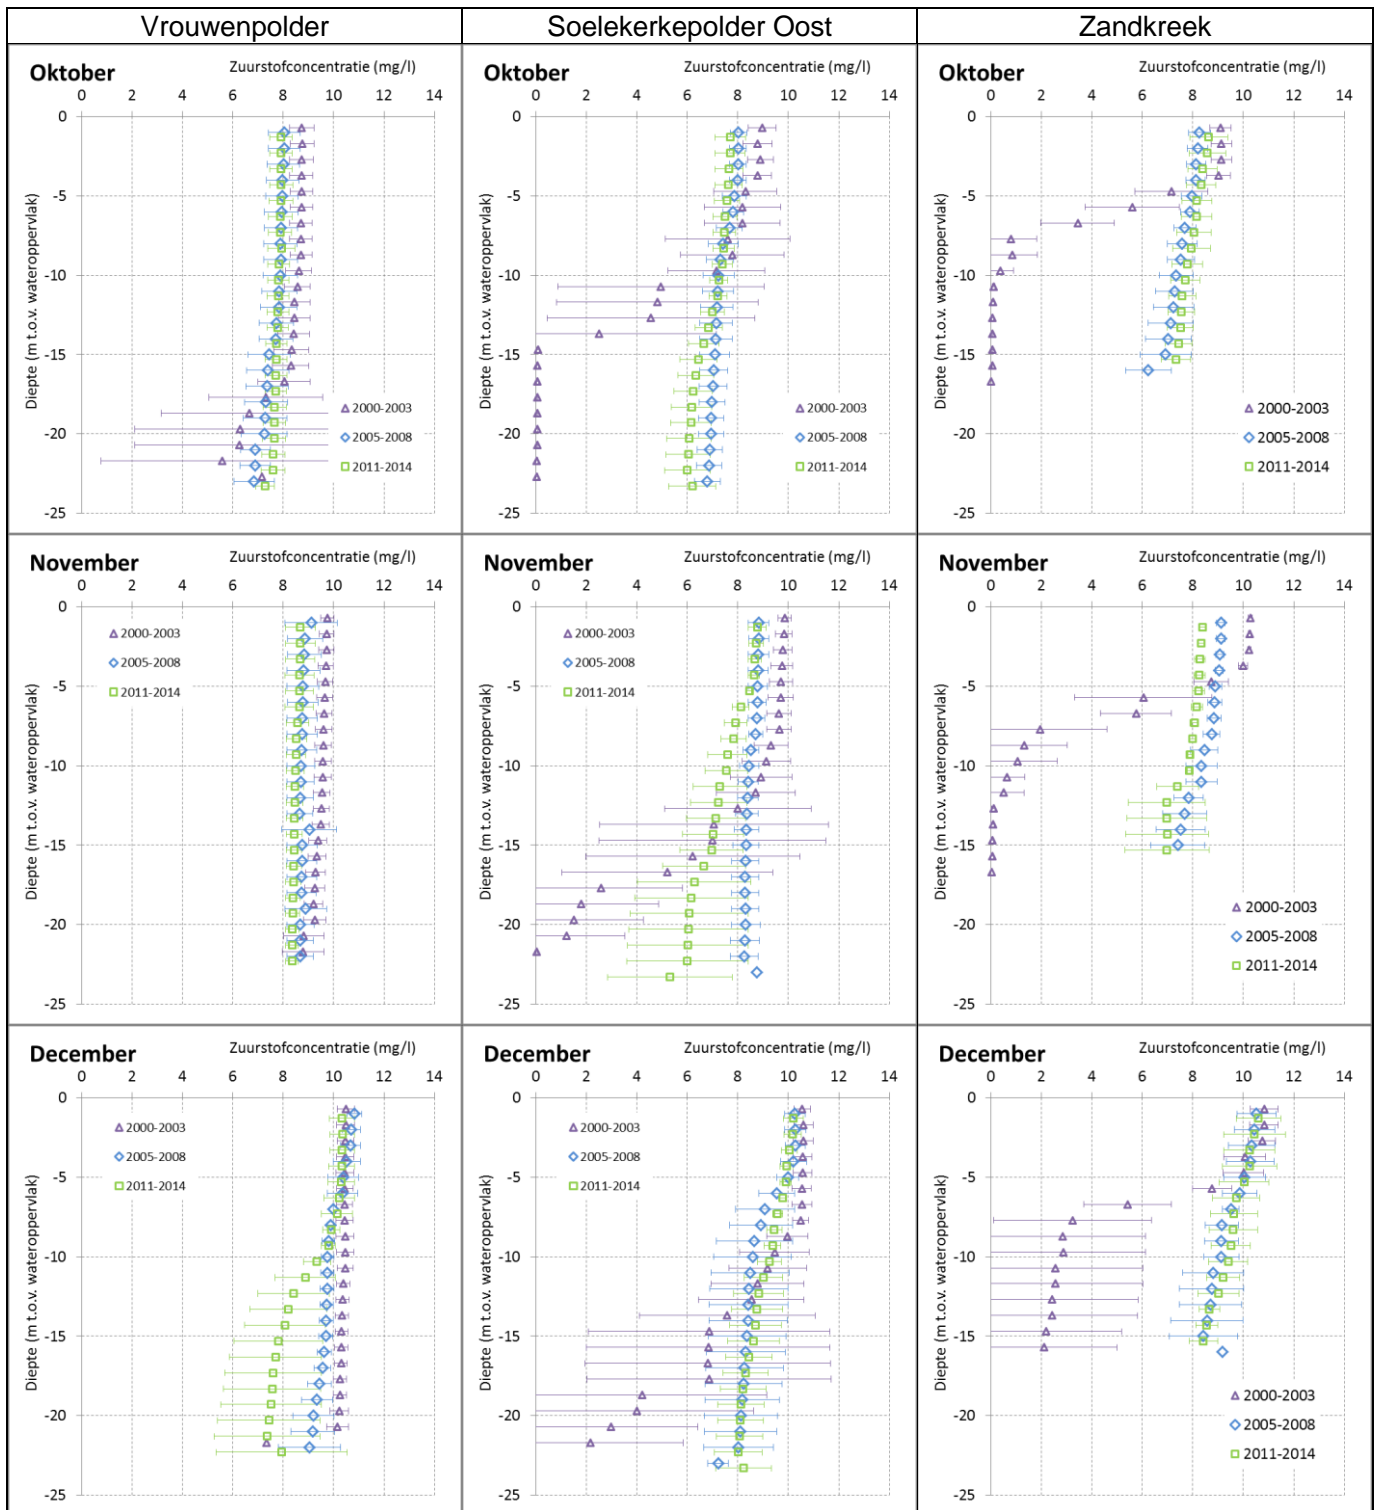 Vrouwenpolder
Soelekerkepolder Oost
Zandkreek
Oktober
Zuurstofconcentratie (mg/l)
0 2 4 6 8 10 12 14
0
-5
-10
-15
-20
-25
Diepte (m t.o.v. wateroppervlak)
2000-2003
2005-2008
2011-2014
Oktober
Zuurstofconcentratie (mg/l)
0 2 4 6 8 10 12 14
0
-5
-10
-15
-20
-25
Diepte (m t.o.v. wateroppervlak)
2000-2003
2005-2008
2011-2014
Oktober
Zuurstofconcentratie (mg/l)
0 2 4 6 8 10 12 14
0
-5
-10
-15
-20
-25
Diepte (m t.o.v. wateroppervlak)
2000-2003
2005-2008
2011-2014
November
Zuurstofconcentratie (mg/l)
0 2 4 6 8 10 12 14
0
-5
-10
-15
-20
-25
Diepte (m t.o.v. wateroppervlak)
2000-2003
2005-2008
2011-2014
November
Zuurstofconcentratie (mg/l)
0 2 4 6 8 10 12 14
0
-5
-10
-15
-20
-25
Diepte (m t.o.v. wateroppervlak)
2000-2003
2005-2008
2011-2014
November
Zuurstofconcentratie (mg/l)
0 2 4 6 8 10 12 14
0
-5
-10
-15
-20
-25
Diepte (m t.o.v. wateroppervlak)
2000-2003
2005-2008
2011-2014
December
Zuurstofconcentratie (mg/l)
0 2 4 6 8 10 12 14
0
-5
-10
-15
-20
-25
Diepte (m t.o.v. wateroppervlak)
2000-2003
2005-2008
2011-2014
December
Zuurstofconcentratie (mg/l)
0 2 4 6 8 10 12 14
0
-5
-10
-15
-20
-25
Diepte (m t.o.v. wateroppervlak)
2000-2003
2005-2008
2011-2014
December
Zuurstofconcentratie (mg/l)
0 2 4 6 8 10 12 14
0
-5
-10
-15
-20
-25
Diepte (m t.o.v. wateroppervlak)
2000-2003
2005-2008
2011-2014